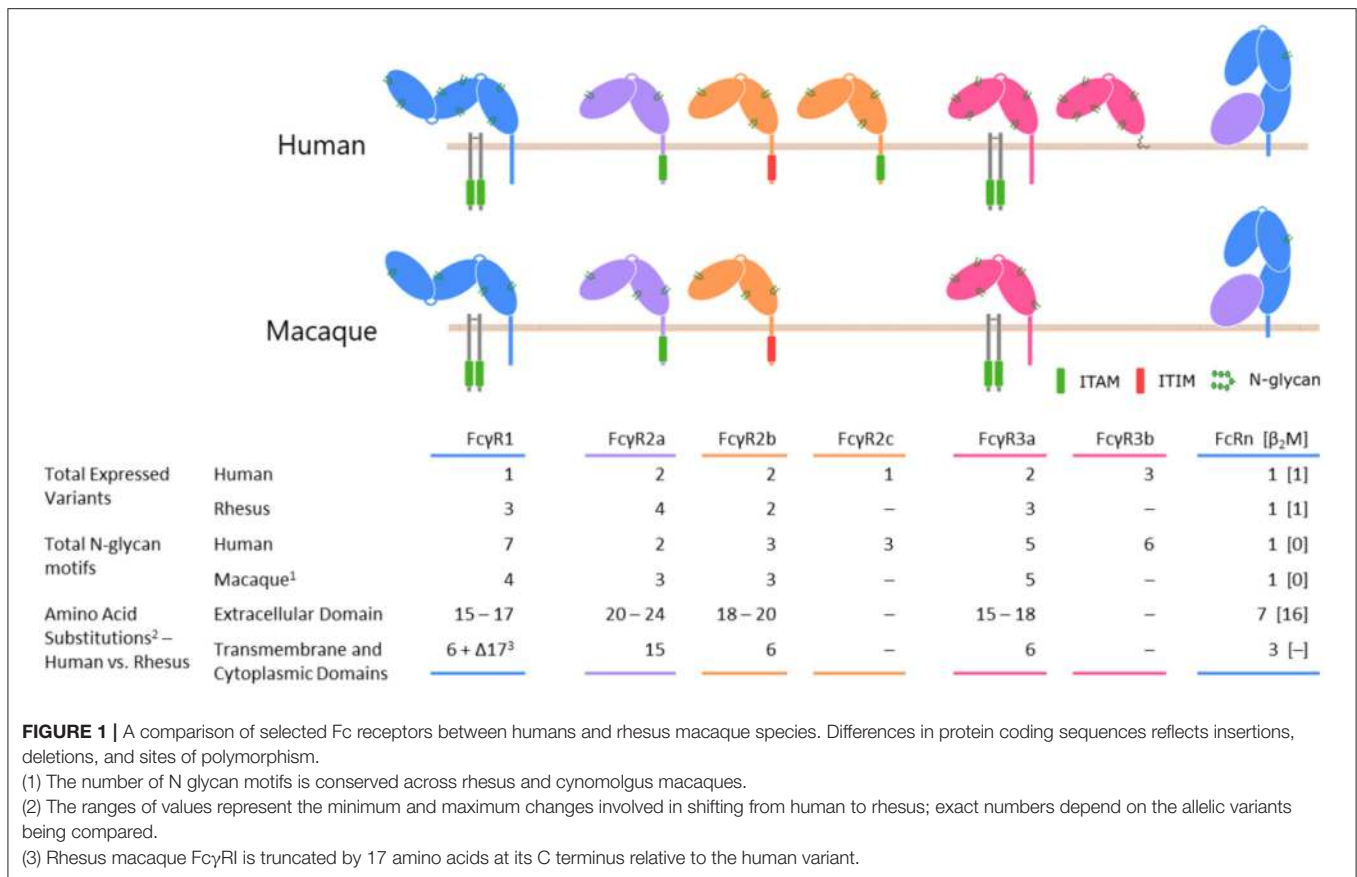 Human
Macaque
ITAM ITIM N-glycan
FcγR1 FcγR2a FcγR2b FcγR2c FcγR3a FcγR3b FcRn [β₂M]
Total Expressed Variants Human 1 2 2 1 2 3 1 [1]
Rhesus 3 4 2 – 3 – 1 [1]
Total N-glycan motifs Human 7 2 3 3 5 6 1 [0]
Macaque¹ 4 3 3 – 5 – 1 [0]
Amino Acid Substitutions² – Human vs. Rhesus Extracellular Domain 15 – 17 20 – 24 18 – 20 – 15 – 18 – 7 [16]
Transmembrane and Cytoplasmic Domains 6 + Δ17³ 15 6 – 6 – 3 [–]
FIGURE 1 | A comparison of selected Fc receptors between humans and rhesus macaque species. Differences in protein coding sequences reflects insertions,
deletions, and sites of polymorphism.
(1) The number of N glycan motifs is conserved across rhesus and cynomolgus macaques.
(2) The ranges of values represent the minimum and maximum changes involved in shifting from human to rhesus; exact numbers depend on the allelic variants
being compared.
(3) Rhesus macaque FcγRI is truncated by 17 amino acids at its C terminus relative to the human variant.